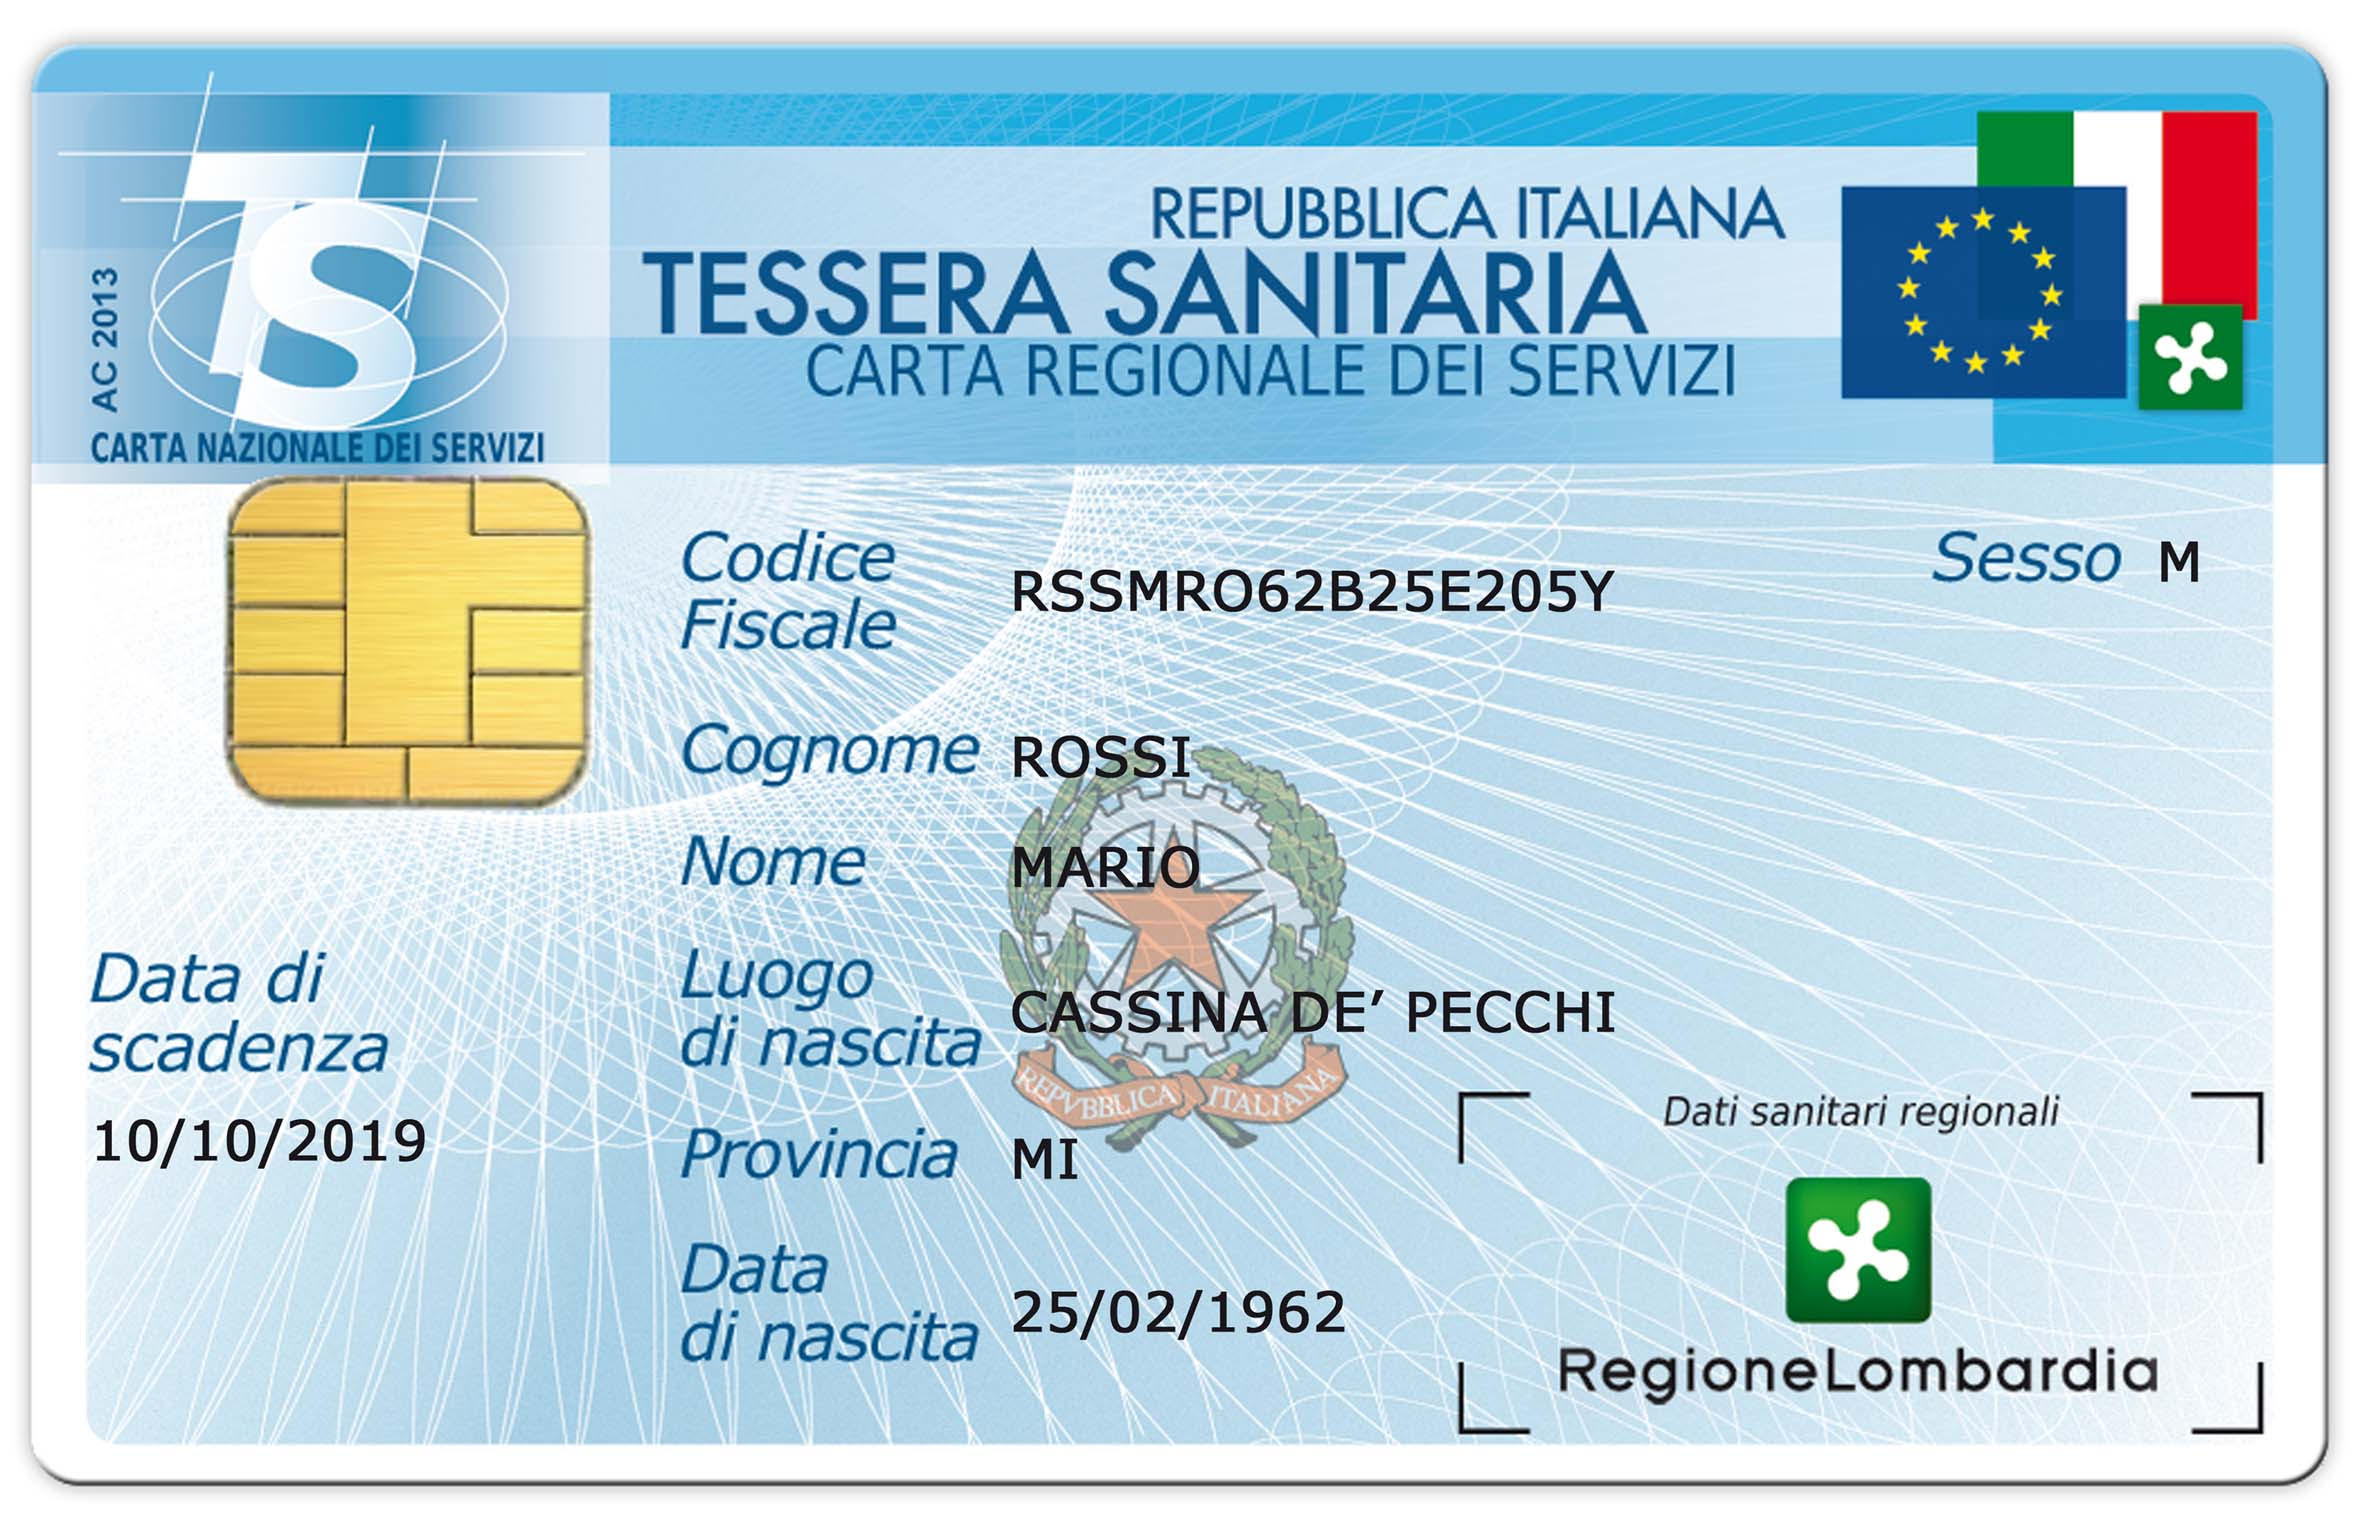 REPUBBLICA ITALIANA
TESSERA SANITARIA
CARTA REGIONALE DEI SERVIZI
TS
AC 2013
CARTA NAZIONALE DEI SERVIZI
Codice
Fiscale
RSSMRO62B25E205Y
Sesso M
Cognome ROSSI
Nome MARIO
Luogo
di nascita
CASSINA DE’ PECCHI
REPVBBLICA ITALIANA
Provincia MI
Data
di nascita
25/02/1962
Data di
scadenza
10/10/2019
Dati sanitari regionali
RegioneLombardia